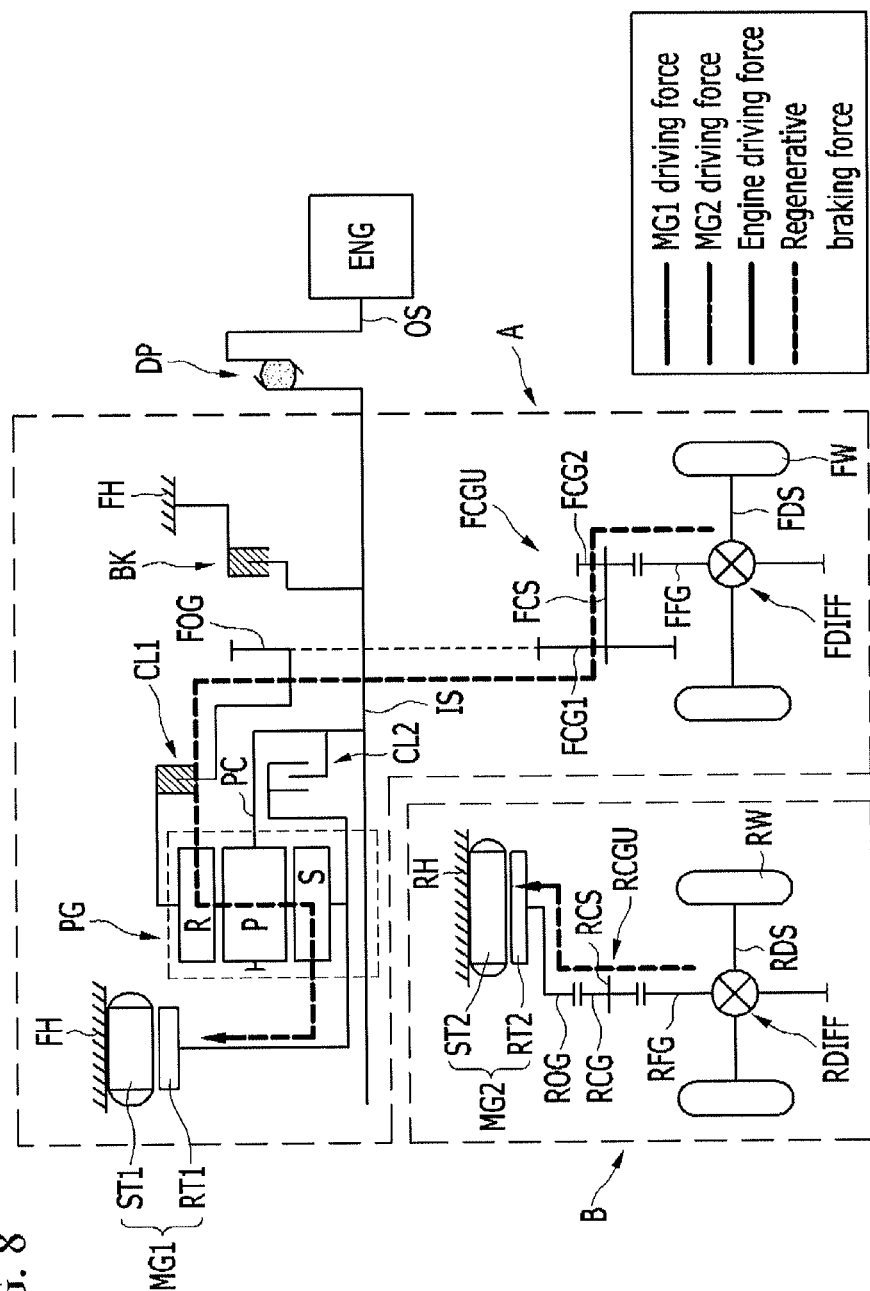 G. 8
MG1
ST1
RT1
FH
PG
R
P
S
PC
CL1
CL2
FOG
IS
BK
FH
DP
OS
ENG
A
B
MG2
ST2
RT2
RH
ROG
RCG
RCS
RCGU
RFG
RDIFF
RDS
RW
FCG1
FCS
FCGU
FCG2
FFG
FDIFF
FDS
FW
MG1 driving force
MG2 driving force
Engine driving force
Regenerative
braking force